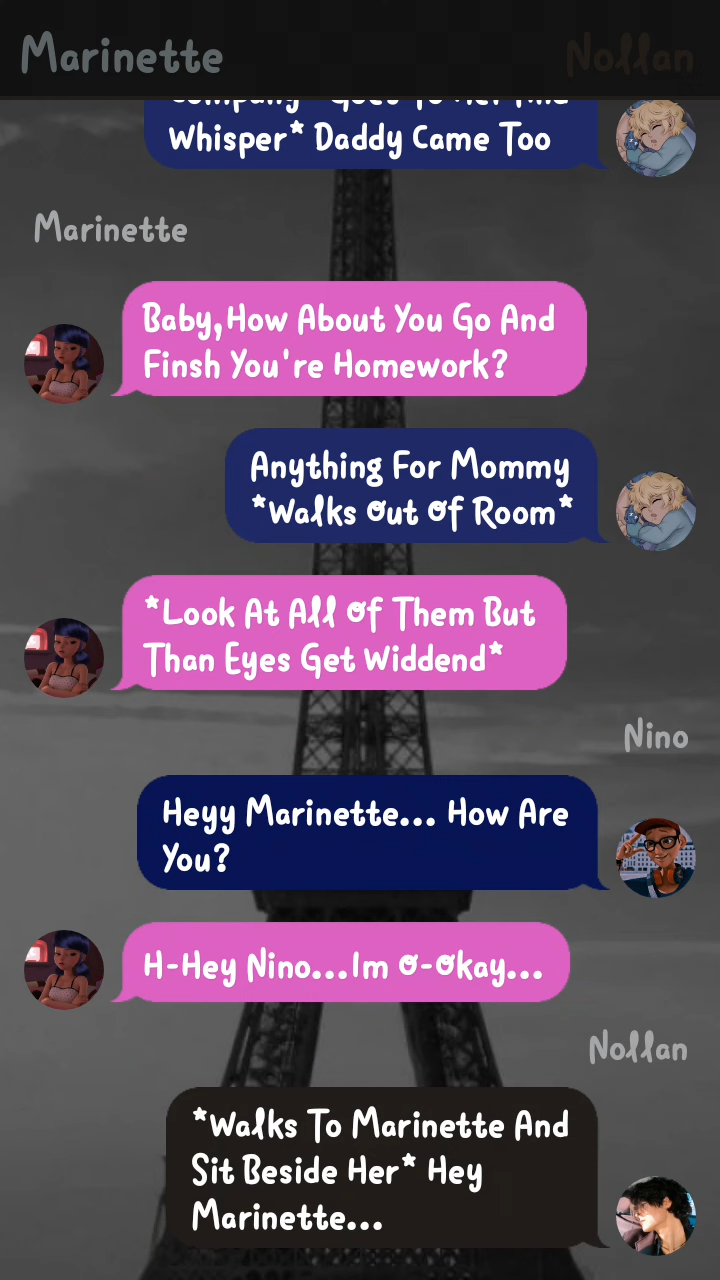 Marinette
Nollan
Whisper* Daddy Came Too
Marinette
Baby,How About You Go And
Finsh You're Homework?
Anything For Mommy
*Walks Out Of Room*
*Look At All Of Them But
Than Eyes Get Widdend*
Nino
Heyy Marinette... How Are
You?
H-Hey Nino...Im O-Okay...
Nollan
*Walks To Marinette And
Sit Beside Her* Hey
Marinette...